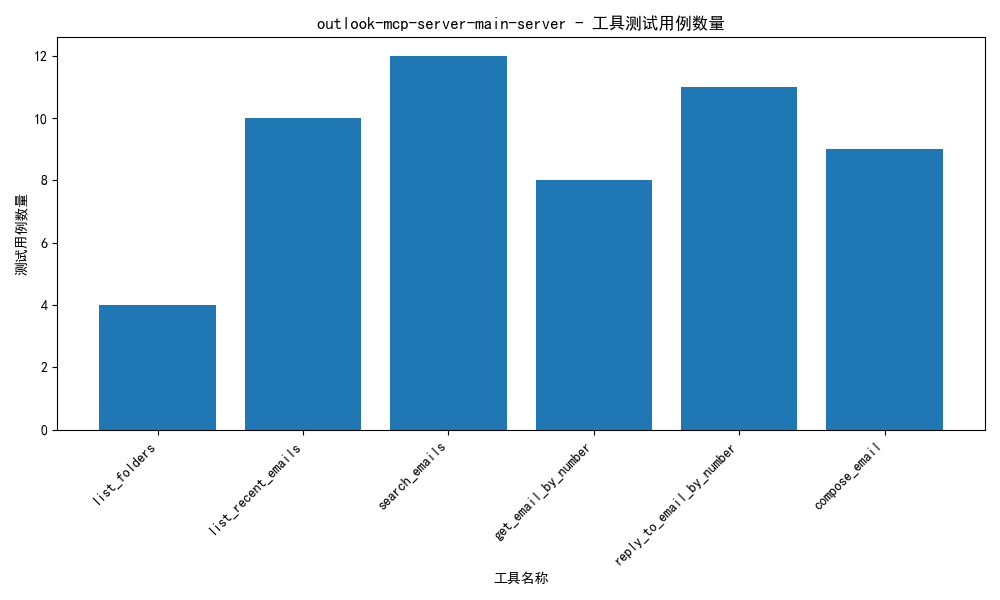 outlook-mcp-server-main-server - 工具测试用例数量
测试用例数量
12
10
8
6
4
2
0
list_folders
list_recent_emails
search_emails
get_email_by_number
reply_to_email_by_number
compose_email
工具名称